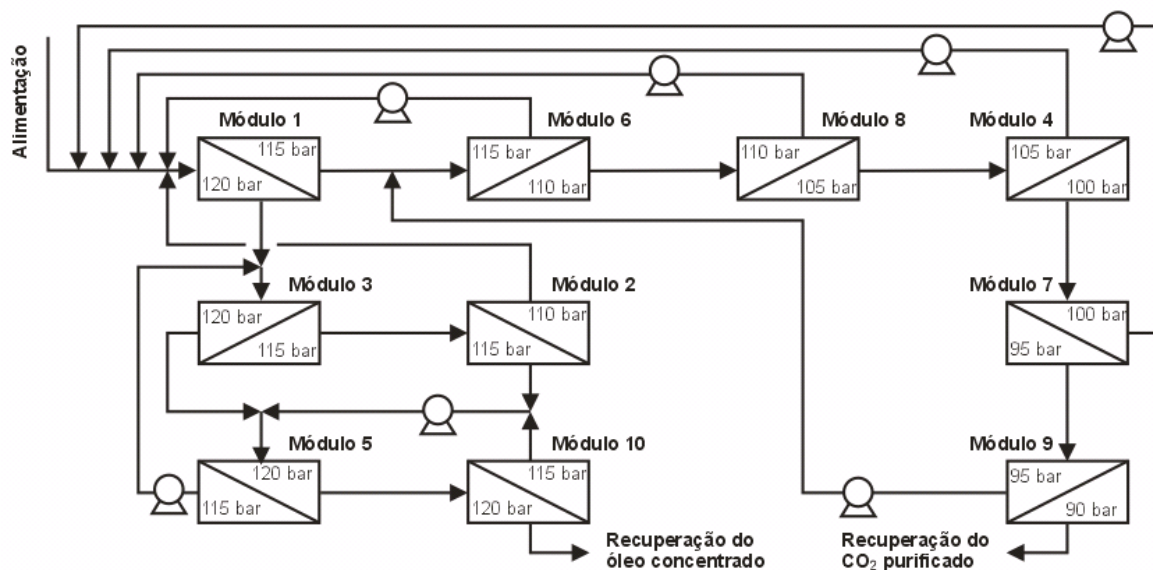 Alimentação
Módulo 1
115 bar
120 bar
Módulo 6
115 bar
110 bar
Módulo 8
110 bar
105 bar
Módulo 4
105 bar
100 bar
Módulo 3
120 bar
115 bar
Módulo 2
110 bar
115 bar
Módulo 7
100 bar
95 bar
Módulo 5
120 bar
115 bar
Módulo 10
115 bar
120 bar
Módulo 9
95 bar
90 bar
Recuperação do
óleo concentrado
Recuperação do
CO₂ purificado